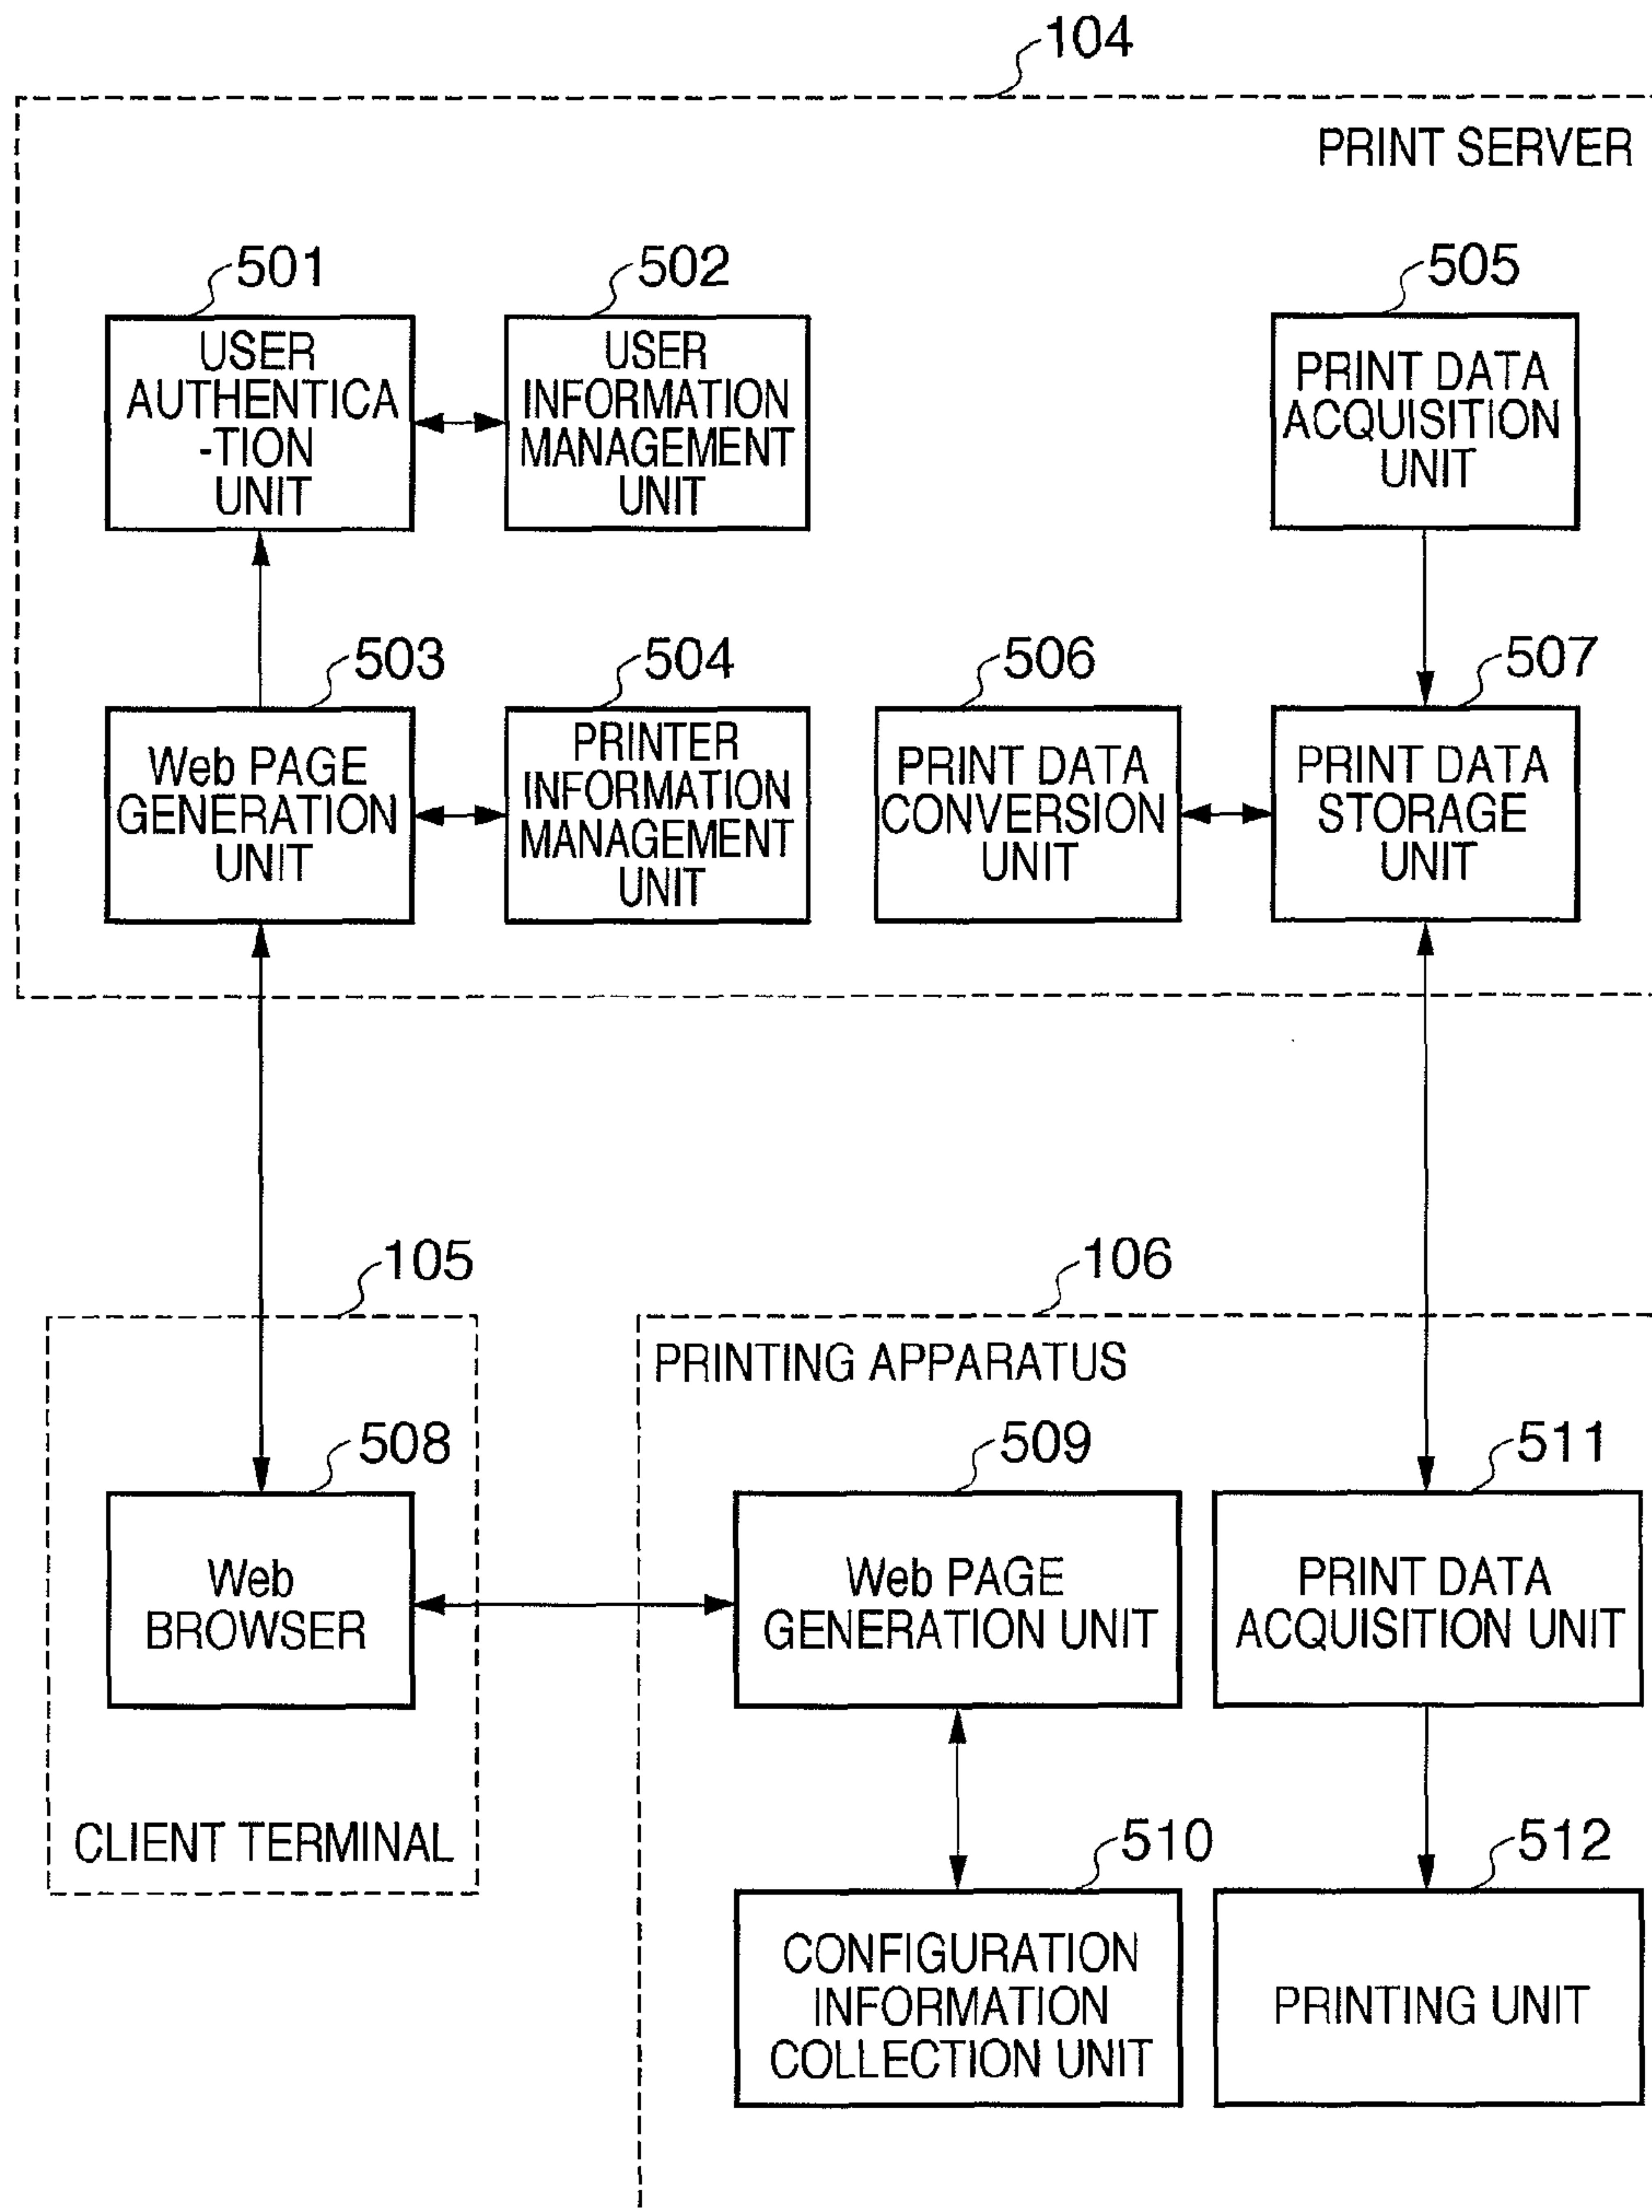 104
PRINT SERVER
501
USER
AUTHENTICA
-TION
UNIT
502
USER
INFORMATION
MANAGEMENT
UNIT
505
PRINT DATA
ACQUISITION
UNIT
503
Web PAGE
GENERATION
UNIT
504
PRINTER
INFORMATION
MANAGEMENT
UNIT
506
PRINT DATA
CONVERSION
UNIT
507
PRINT DATA
STORAGE
UNIT
105
508
Web
BROWSER
CLIENT TERMINAL
106
PRINTING APPARATUS
509
Web PAGE
GENERATION UNIT
511
PRINT DATA
ACQUISITION UNIT
510
CONFIGURATION
INFORMATION
COLLECTION UNIT
512
PRINTING UNIT